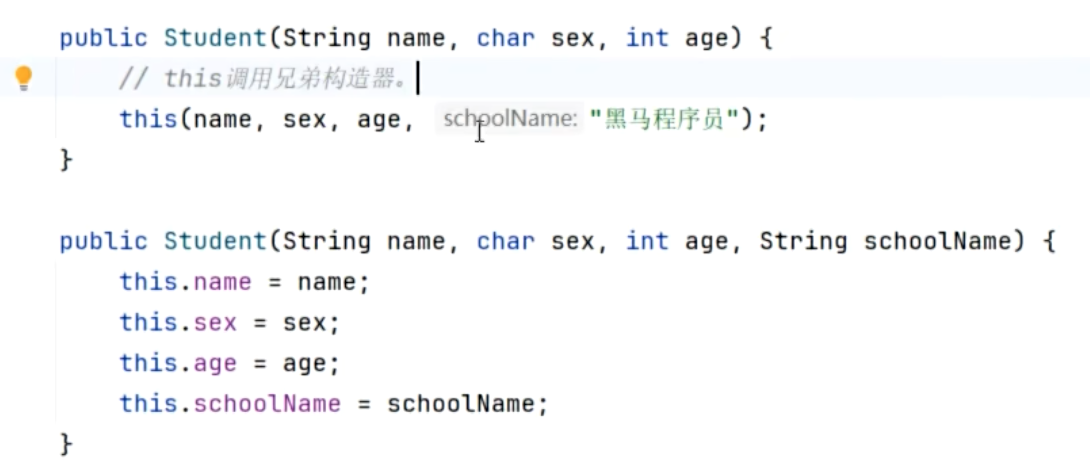 public Student(String name, char sex, int age) {
// this调用兄弟构造器。
this(name, sex, age, schoolName: "黑马程序员");
}
public Student(String name, char sex, int age, String schoolName) {
this.name = name;
this.sex = sex;
this.age = age;
this.schoolName = schoolName;
}